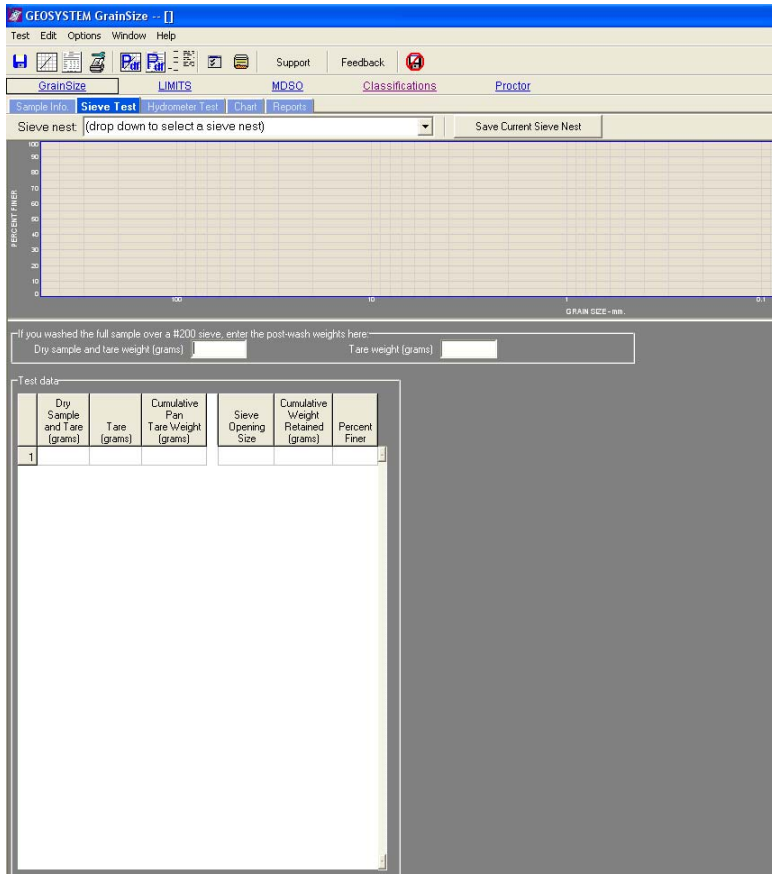 GEOSYSTEM GrainSize -- []
Test Edit Options Window Help
Pdf Pdf Support Feedback
GrainSize LIMITS MDSO Classifications Proctor
Sample Info. Sieve Test Hydrometer Test Chart Reports
Sieve nest: (drop down to select a sieve nest) Save Current Sieve Nest
100
90
80
70
60
50
40
30
20
10
0
PERCENT FINER
100 10 1 0.1
GRAIN SIZE - mm.
If you washed the full sample over a #200 sieve, enter the post-wash weights here:
Dry sample and tare weight (grams) Tare weight (grams)
Test data
Dry Sample and Tare (grams)
Tare (grams)
Cumulative Pan Tare Weight (grams)
Sieve Opening Size
Cumulative Weight Retained (grams)
Percent Finer
1